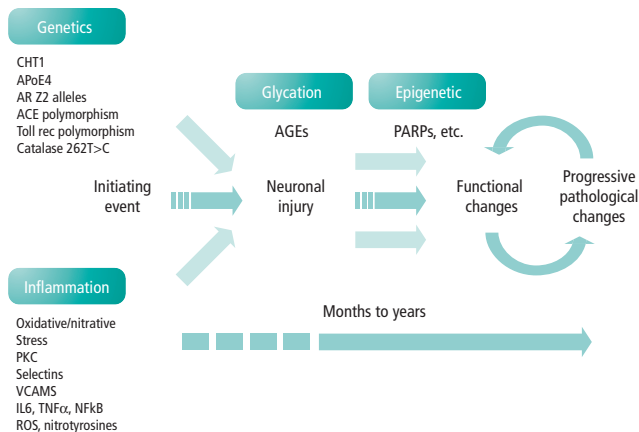 Genetics
CHT1
APoE4
AR Z2 alleles
ACE polymorphism
Toll rec polymorphism
Catalase 262T>C
Glycation
AGEs
Epigenetic
PARPs, etc.
Initiating
event
Neuronal
injury
Functional
changes
Progressive
pathological
changes
Inflammation
Oxidative/nitrative
Stress
PKC
Selectins
VCAMS
IL6, TNFα, NFkB
ROS, nitrotyrosines
Months to years